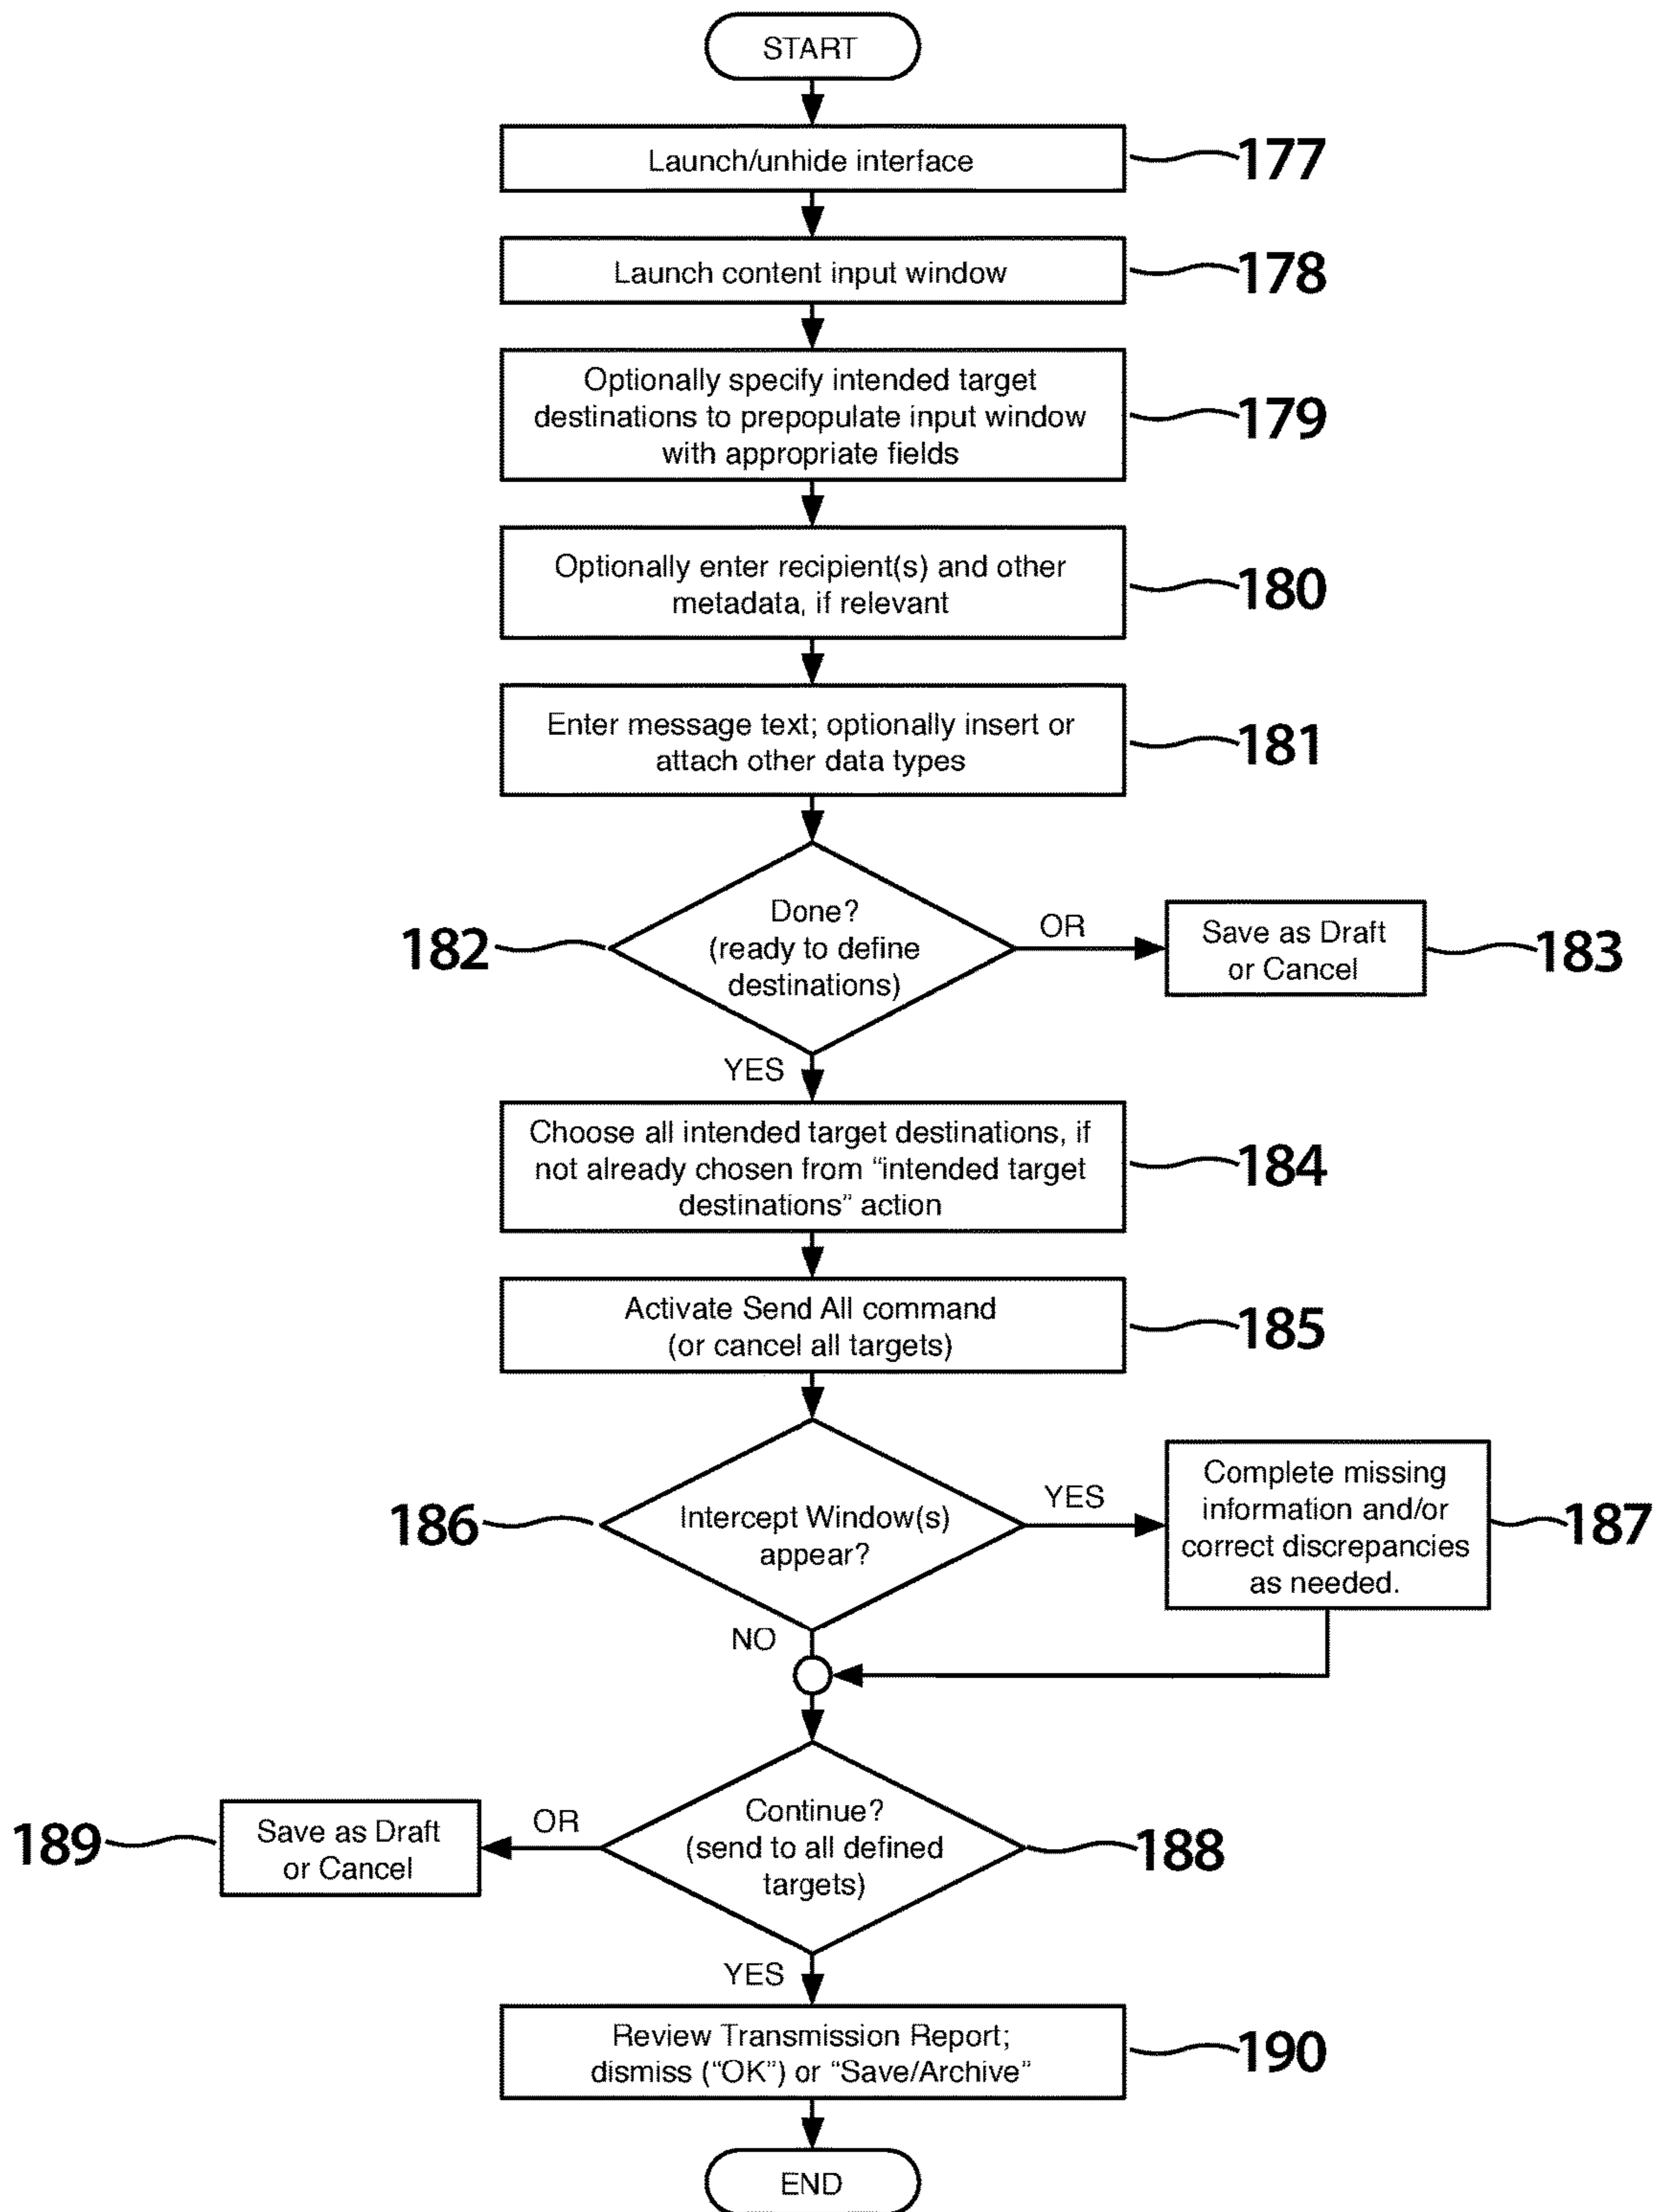 START
Launch/unhide interface
177
Launch content input window
178
Optionally specify intended target
destinations to prepopulate input window
with appropriate fields
179
Optionally enter recipient(s) and other
metadata, if relevant
180
Enter message text; optionally insert or
attach other data types
181
Done?
(ready to define
destinations)
182
OR
Save as Draft
or Cancel
183
YES
Choose all intended target destinations, if
not already chosen from “intended target
destinations” action
184
Activate Send All command
(or cancel all targets)
185
Intercept Window(s)
appear?
186
YES
Complete missing
information and/or
correct discrepancies
as needed.
187
NO
Continue?
(send to all defined
targets)
188
OR
Save as Draft
or Cancel
189
YES
Review Transmission Report;
dismiss (“OK”) or “Save/Archive”
190
END